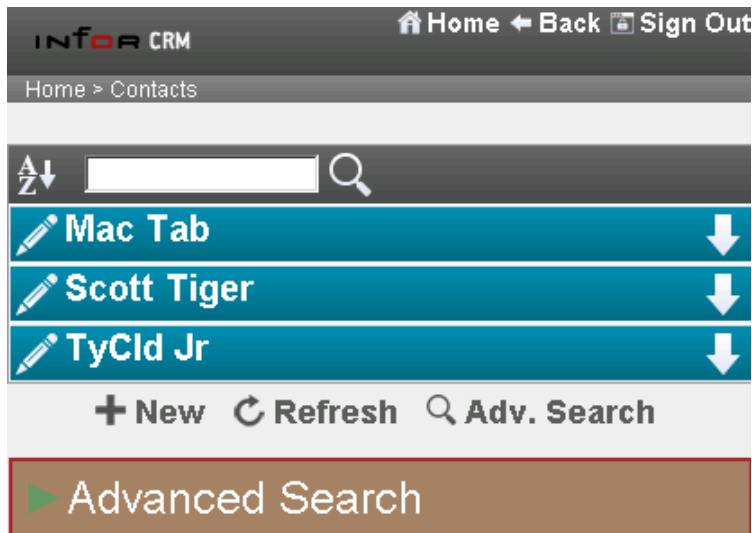 infor CRM
Home Back Sign Out
Home > Contacts
A
Z
Mac Tab
Scott Tiger
TyCld Jr
New Refresh Adv. Search
Advanced Search